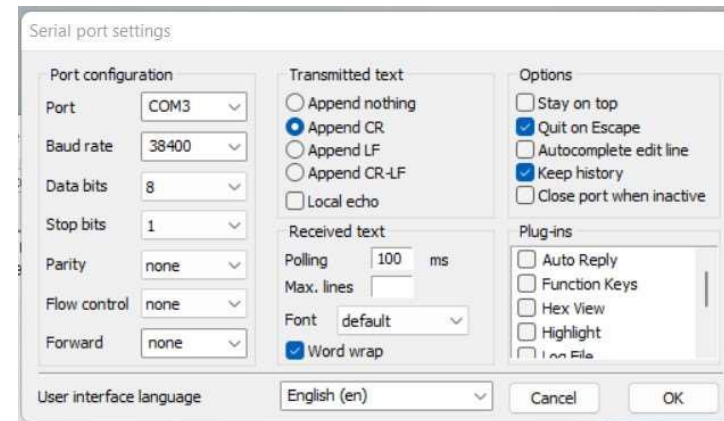 Serial port settings
Port configuration
Port COM3
Baud rate 38400
Data bits 8
Stop bits 1
Parity none
Flow control none
Forward none
Transmitted text
Append nothing
Append CR
Append LF
Append CR-LF
Local echo
Received text
Polling 100 ms
Max. lines
Font default
Word wrap
Options
Stay on top
Quit on Escape
Autocomplete edit line
Keep history
Close port when inactive
Plug-ins
Auto Reply
Function Keys
Hex View
Highlight
Log File
User interface language English (en) Cancel OK